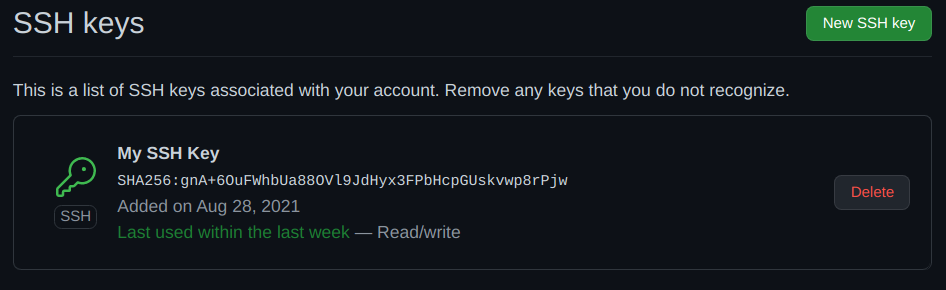 SSH keys
New SSH key
This is a list of SSH keys associated with your account. Remove any keys that you do not recognize.
My SSH Key
SHA256:gnA+6OuFWhbUa88OVl9JdHyx3FPbHcpGUskvwp8rPjw
SSH
Added on Aug 28, 2021
Last used within the last week — Read/write
Delete